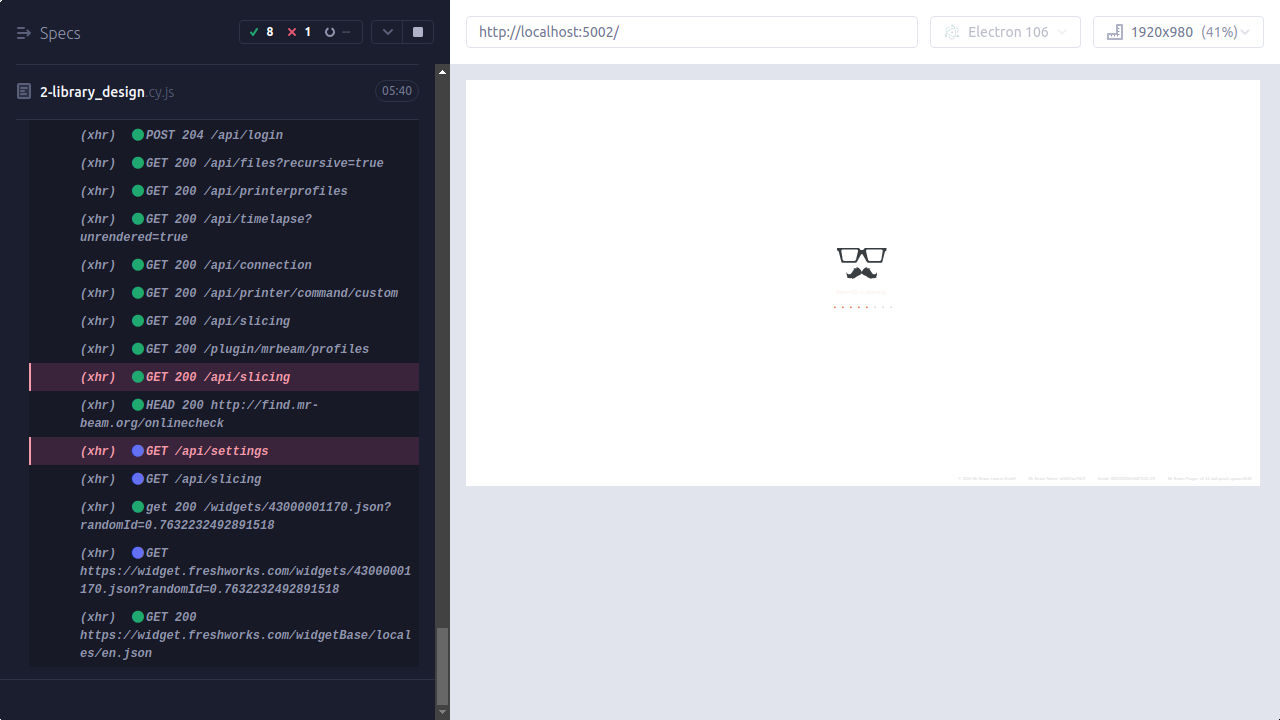 Specs
8
1
--
http://localhost:5002/
Electron 106
1920x980 (41%)
2-library_design.cy.js
05:40
(xhr) POST 204 /api/login
(xhr) GET 200 /api/files?recursive=true
(xhr) GET 200 /api/printerprofiles
(xhr) GET 200 /api/timelapse?
unrendered=true
(xhr) GET 200 /api/connection
(xhr) GET 200 /api/printer/command/custom
(xhr) GET 200 /api/slicing
(xhr) GET 200 /plugin/mrbeam/profiles
(xhr) GET 200 /api/slicing
(xhr) HEAD 200 http://find.mr-
beam.org/onlinecheck
(xhr) GET /api/settings
(xhr) GET /api/slicing
(xhr) get 200 /widgets/43000001170.json?
randomId=0.7632232492891518
(xhr) GET
https://widget.freshworks.com/widgets/43000001
170.json?randomId=0.7632232492891518
(xhr) GET 200
https://widget.freshworks.com/widgetBase/local
es/en.json